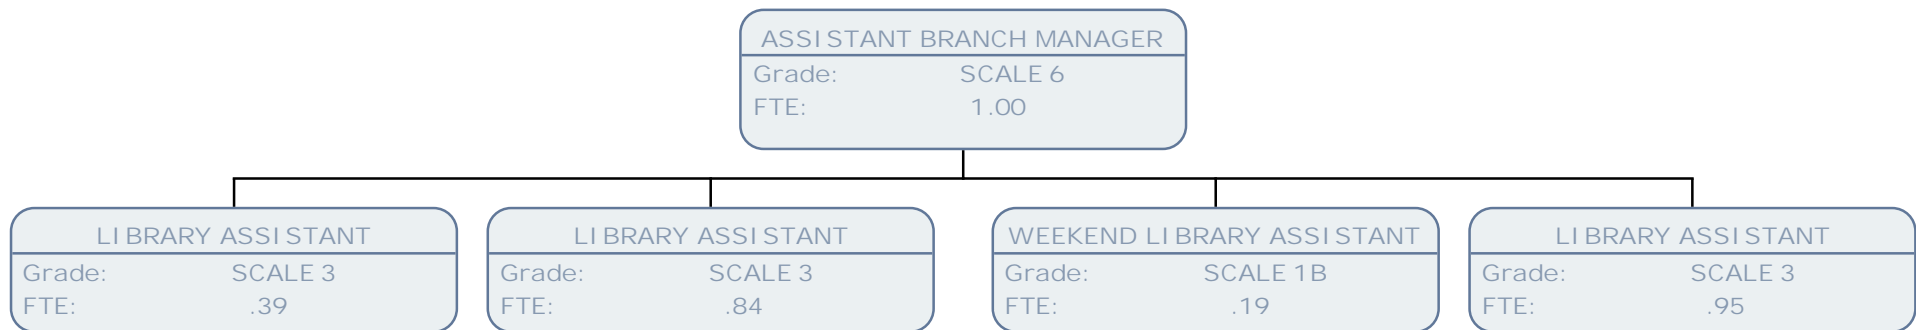 ASSISTANT BRANCH MANAGER
Grade: SCALE 6
FTE: 1.00
LIBRARY ASSISTANT
Grade: SCALE 3
FTE: .39
LIBRARY ASSISTANT
Grade: SCALE 3
FTE: .84
WEEKEND LIBRARY ASSISTANT
Grade: SCALE 1B
FTE: .19
LIBRARY ASSISTANT
Grade: SCALE 3
FTE: .95